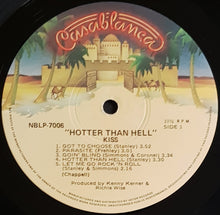 Casablanca
NBLP-7006
33⅓ R.P.M.
SIDE 1
"HOTTER THAN HELL"
KISS
1. GOT TO CHOOSE (Stanley) 3:52
2. PARASITE (Frehley) 3:01
3. GOIN' BLIND (Simmons & Coronel) 3:34
4. HOTTER THAN HELL (Stanley) 3:30
5. LET ME GO ROCK 'N ROLL
(Stanley & Simmons) 2:16
(Chappell)
Produced by Kenny Kerner &
Richie Wise